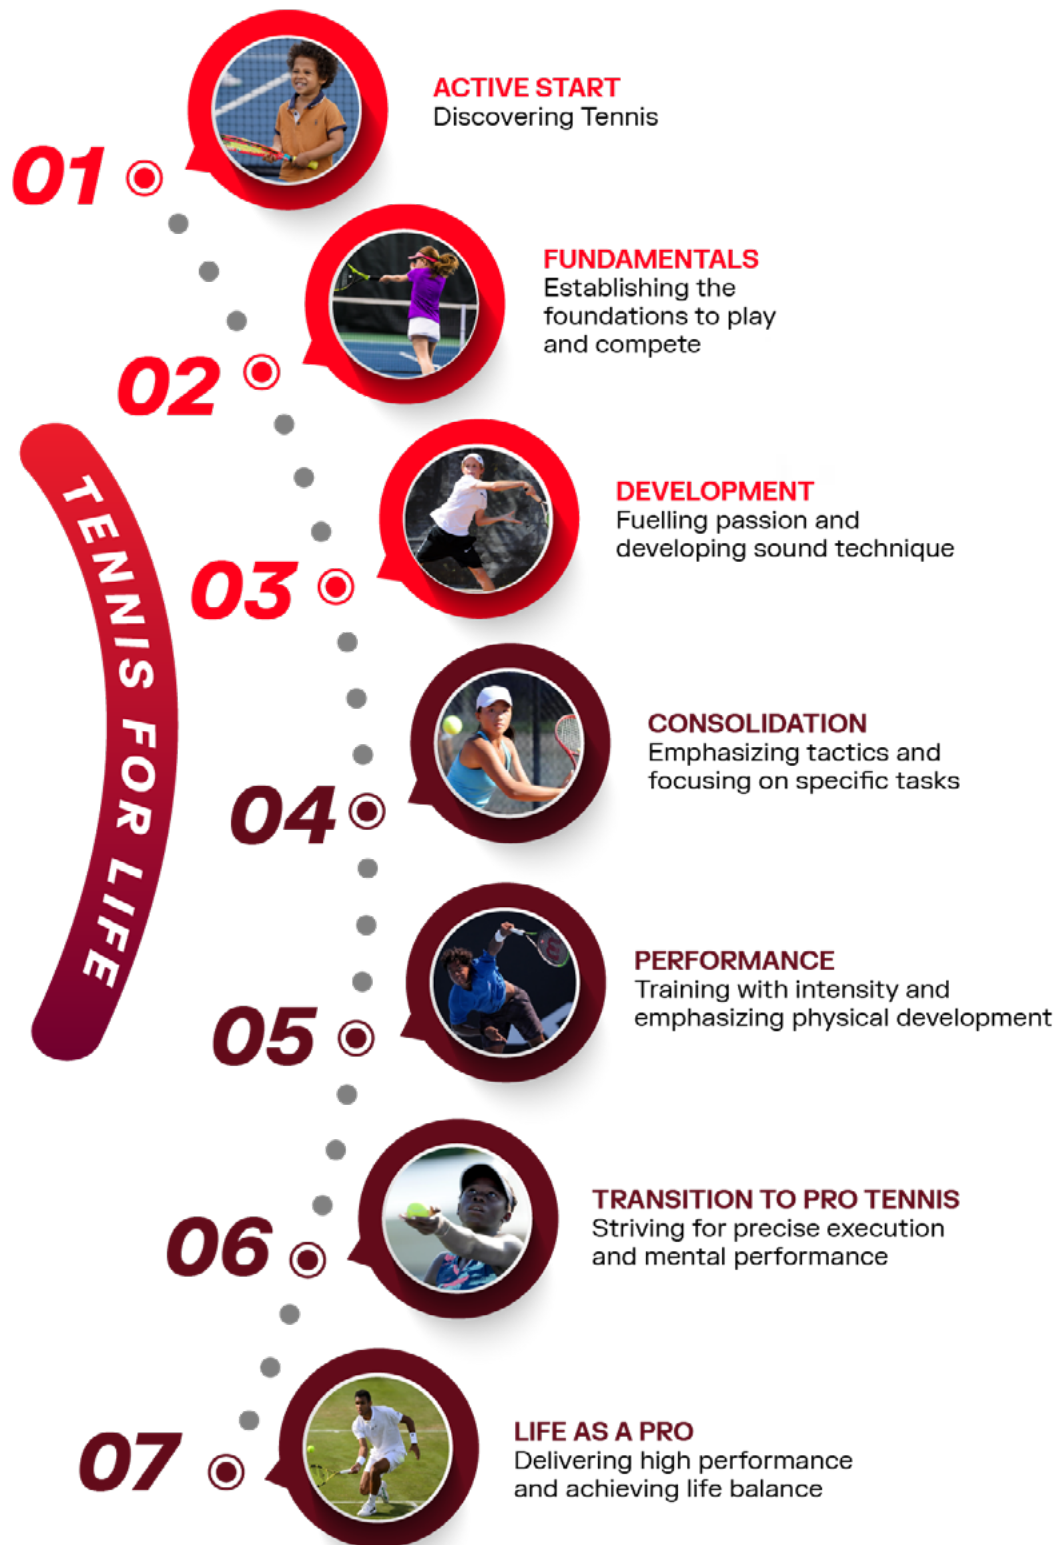 01
ACTIVE START
Discovering Tennis
02
FUNDAMENTALS
Establishing the
foundations to play
and compete
TENNIS FOR LIFE
03
DEVELOPMENT
Fuelling passion and
developing sound technique
04
CONSOLIDATION
Emphasizing tactics and
focusing on specific tasks
05
PERFORMANCE
Training with intensity and
emphasizing physical development
06
TRANSITION TO PRO TENNIS
Striving for precise execution
and mental performance
07
LIFE AS A PRO
Delivering high performance
and achieving life balance